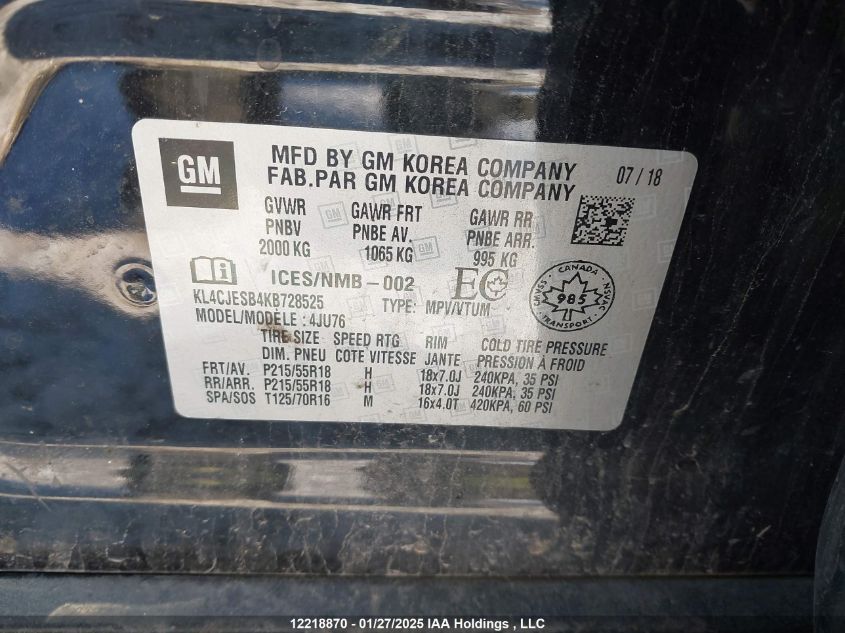 GM
MFD BY GM KOREA COMPANY
FAB.PAR GM KOREA COMPANY
07 / 18
GVWR GAWR FRT GAWR RR
PNBV PNBE AV. PNBE ARR.
2000 KG 1065 KG 995 KG
ICES/NMB-002 EC
KL4CJESB4KB728525 TYPE: MPV/VTUM
MODEL/MODÈLE : 4JU76
CANADA
SVMAC 985 NSVAC
TRANSPORT
TIRE SIZE SPEED RTG RIM COLD TIRE PRESSURE
DIM. PNEU COTE VITESSE JANTE PRESSION À FROID
FRT/AV. P215/55R18 H 18x7.0J 240KPA, 35 PSI
RR/ARR. P215/55R18 H 18x7.0J 240KPA, 35 PSI
SPA/SOS T125/70R16 M 16x4.0T 420KPA, 60 PSI
12218870 - 01/27/2025 IAA Holdings , LLC